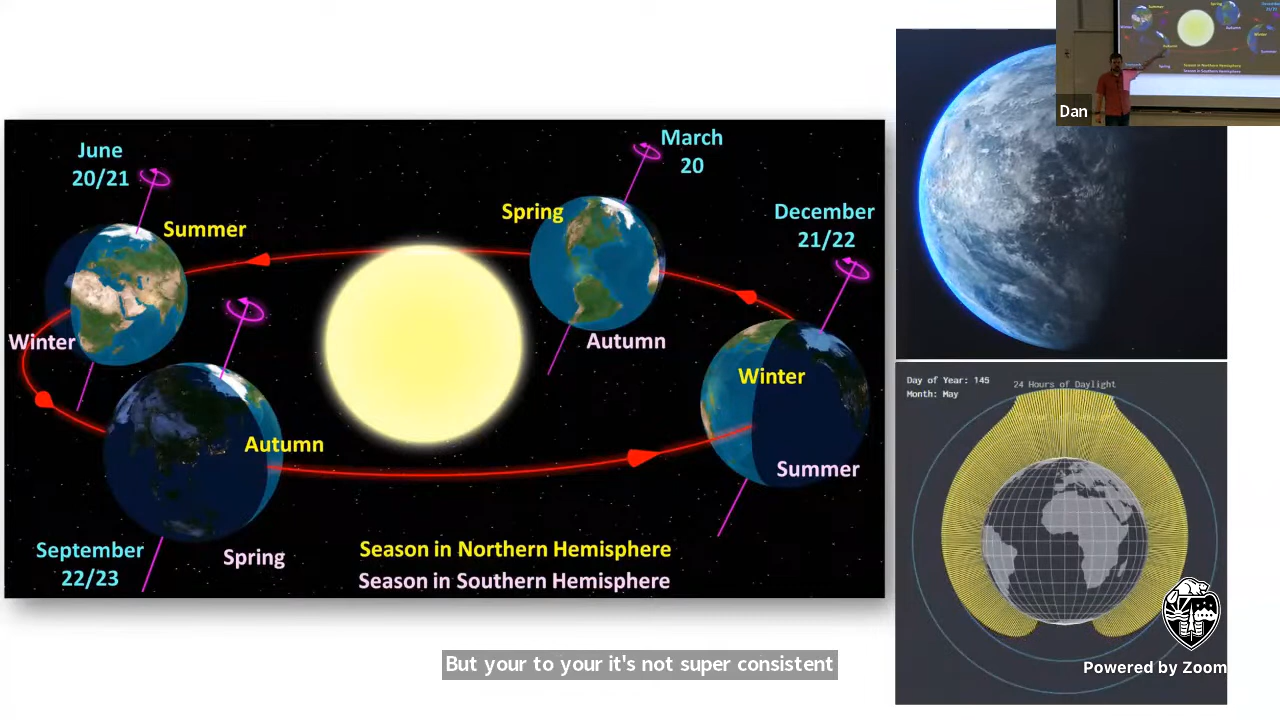 June
20/21
Summer
Winter
September
22/23
Autumn
Spring
March
20
Spring
Autumn
December
21/22
Winter
Summer
Season in Northern Hemisphere
Season in Southern Hemisphere
Dan
Day of Year: 145
Month: May
24 Hours of Daylight
Powered by Zoom
But your to your it's not super consistent